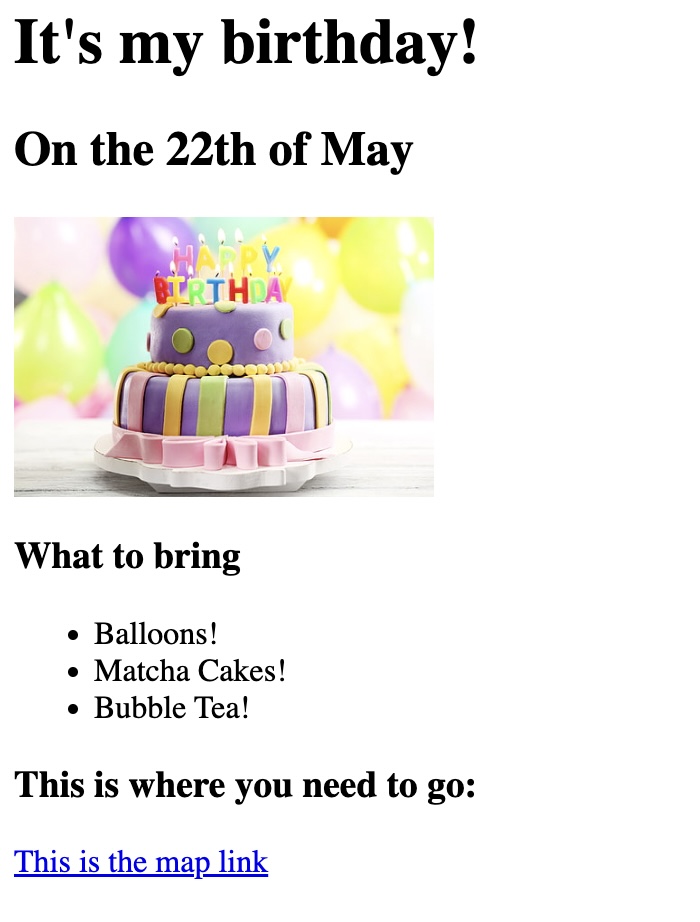 It's my birthday!
On the 22th of May
HAPPY
BIRTHDAY
What to bring
Balloons!
Matcha Cakes!
Bubble Tea!
This is where you need to go:
This is the map link